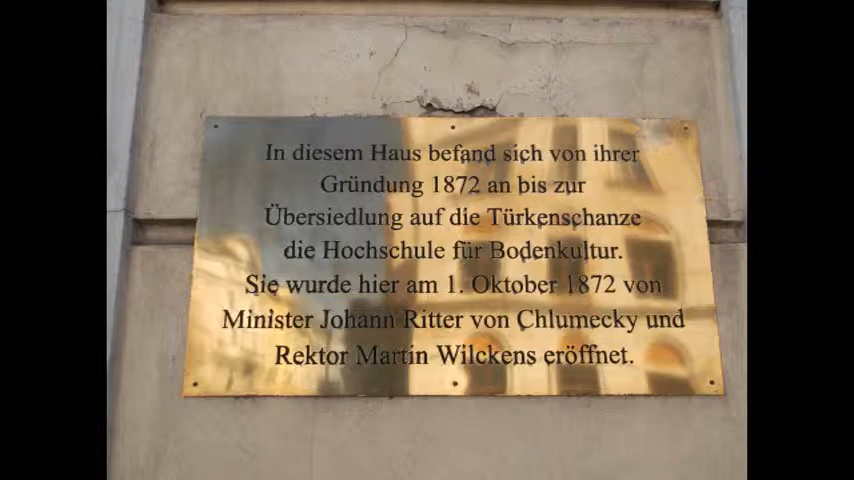 In diesem Haus befand sich von ihrer
Gründung 1872 an bis zur
Übersiedlung auf die Türkenschanze
die Hochschule für Bodenkultur.
Sie wurde hier am 1. Oktober 1872 von
Minister Johann Ritter von Chlumecky und
Rektor Martin Wilckens eröffnet.